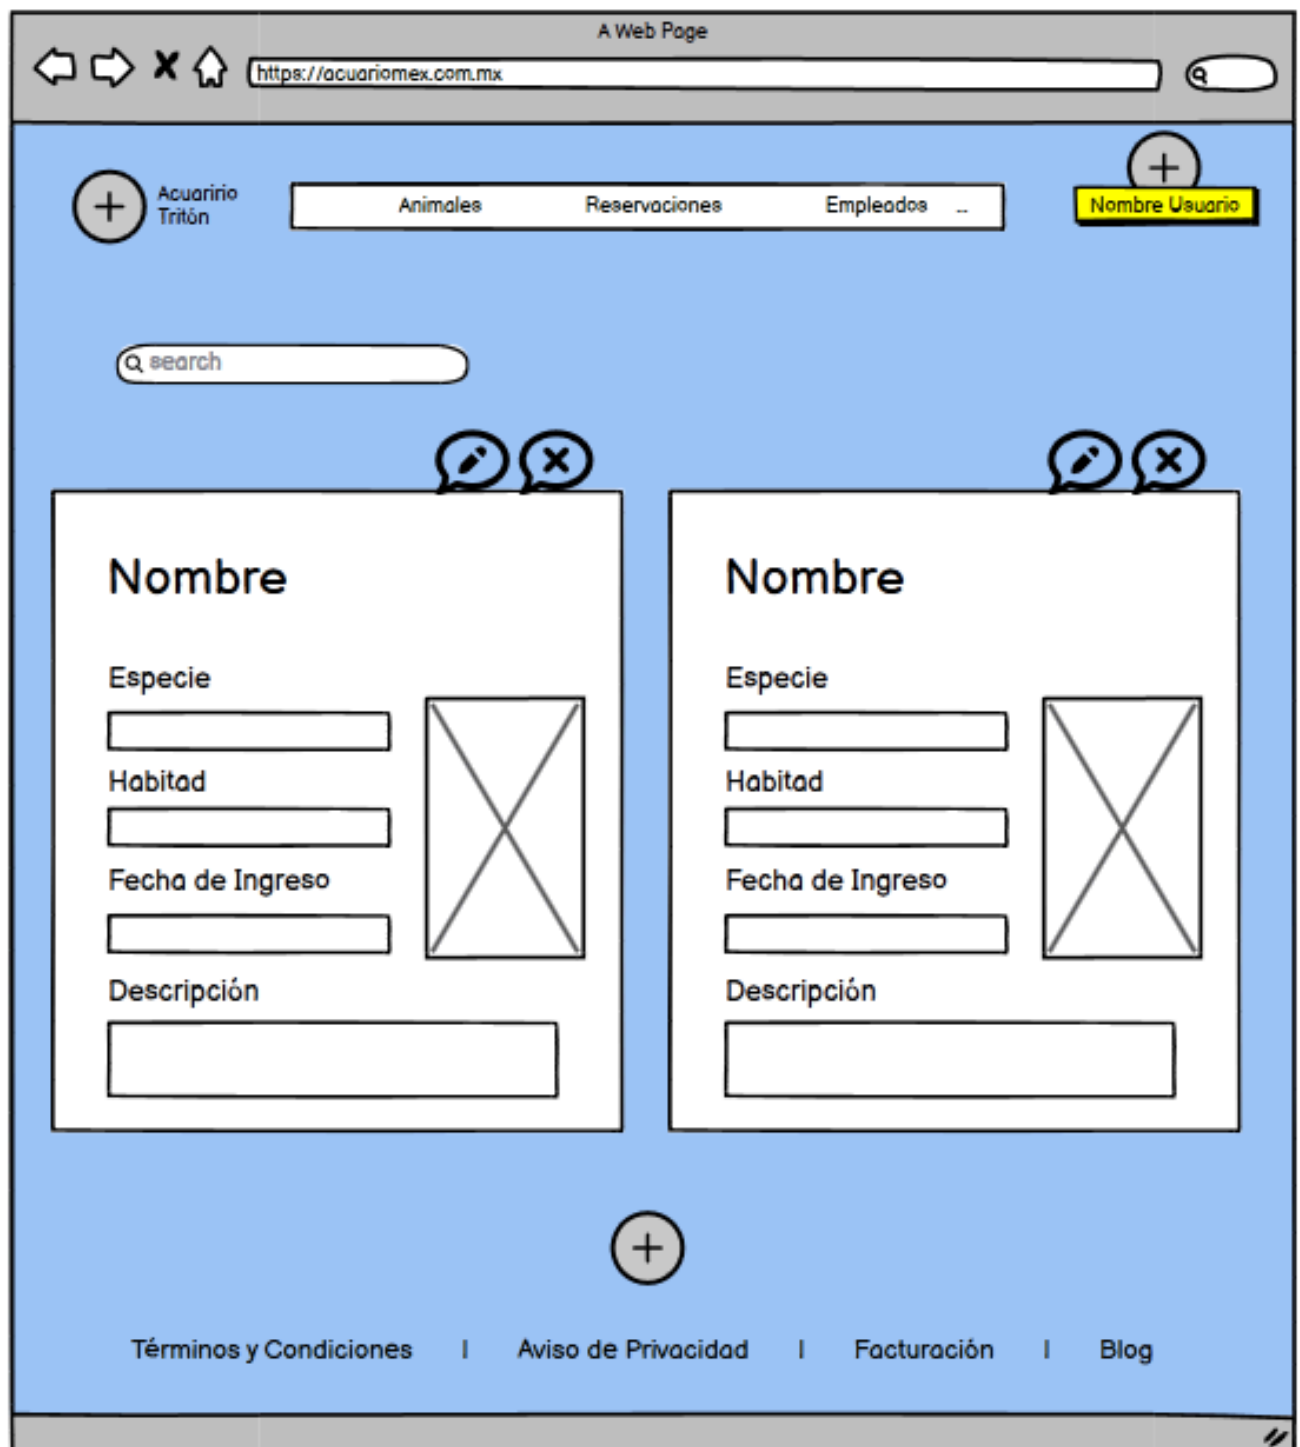 A Web Page
https://acuariomex.com.mx
Acuaririo
Tritón
Animales Reservaciones Empleados ...
Nombre Usuario
search
Nombre
Especie
Habitad
Fecha de Ingreso
Descripción
Nombre
Especie
Habitad
Fecha de Ingreso
Descripción
Términos y Condiciones | Aviso de Privacidad | Facturación | Blog